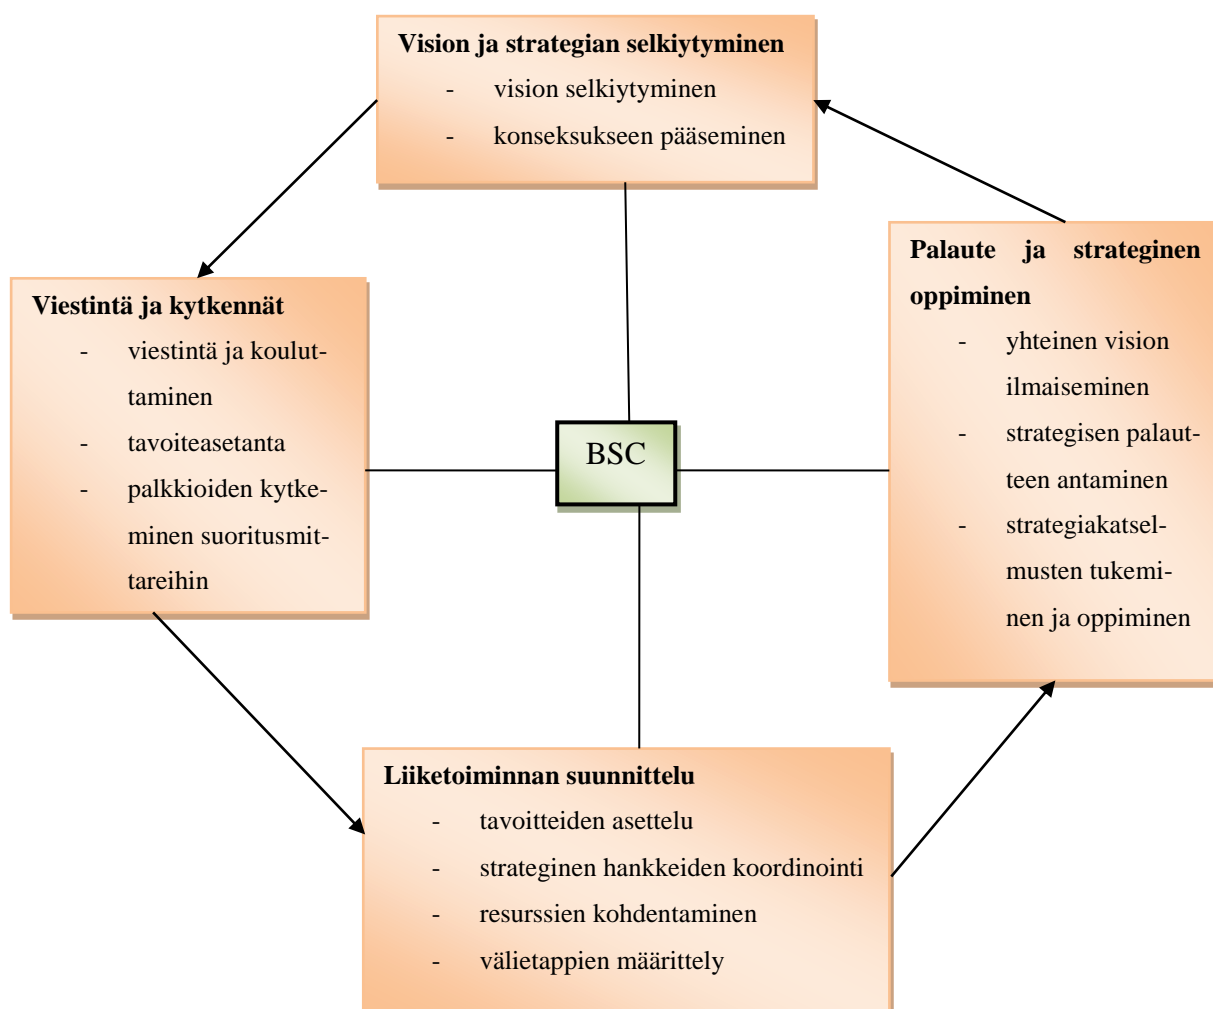 Vision ja strategian selkiytyminen
- vision selkiytyminen
- konseksukseen pääseminen
Viestintä ja kytkennät
- viestintä ja koulut-
taminen
- tavoiteasetanta
- palkkioiden kytke-
minen suoritusmit-
tareihin
BSC
Palaute ja strateginen
oppiminen
- yhteinen vision
ilmaiseminen
- strategisen palaut-
teen antaminen
- strategiakatsel-
musten tukemi-
nen ja oppiminen
Liiketoiminnan suunnittelu
- tavoitteiden asettelu
- strateginen hankkeiden koordinointi
- resurssien kohdentaminen
- välietappien määrittely